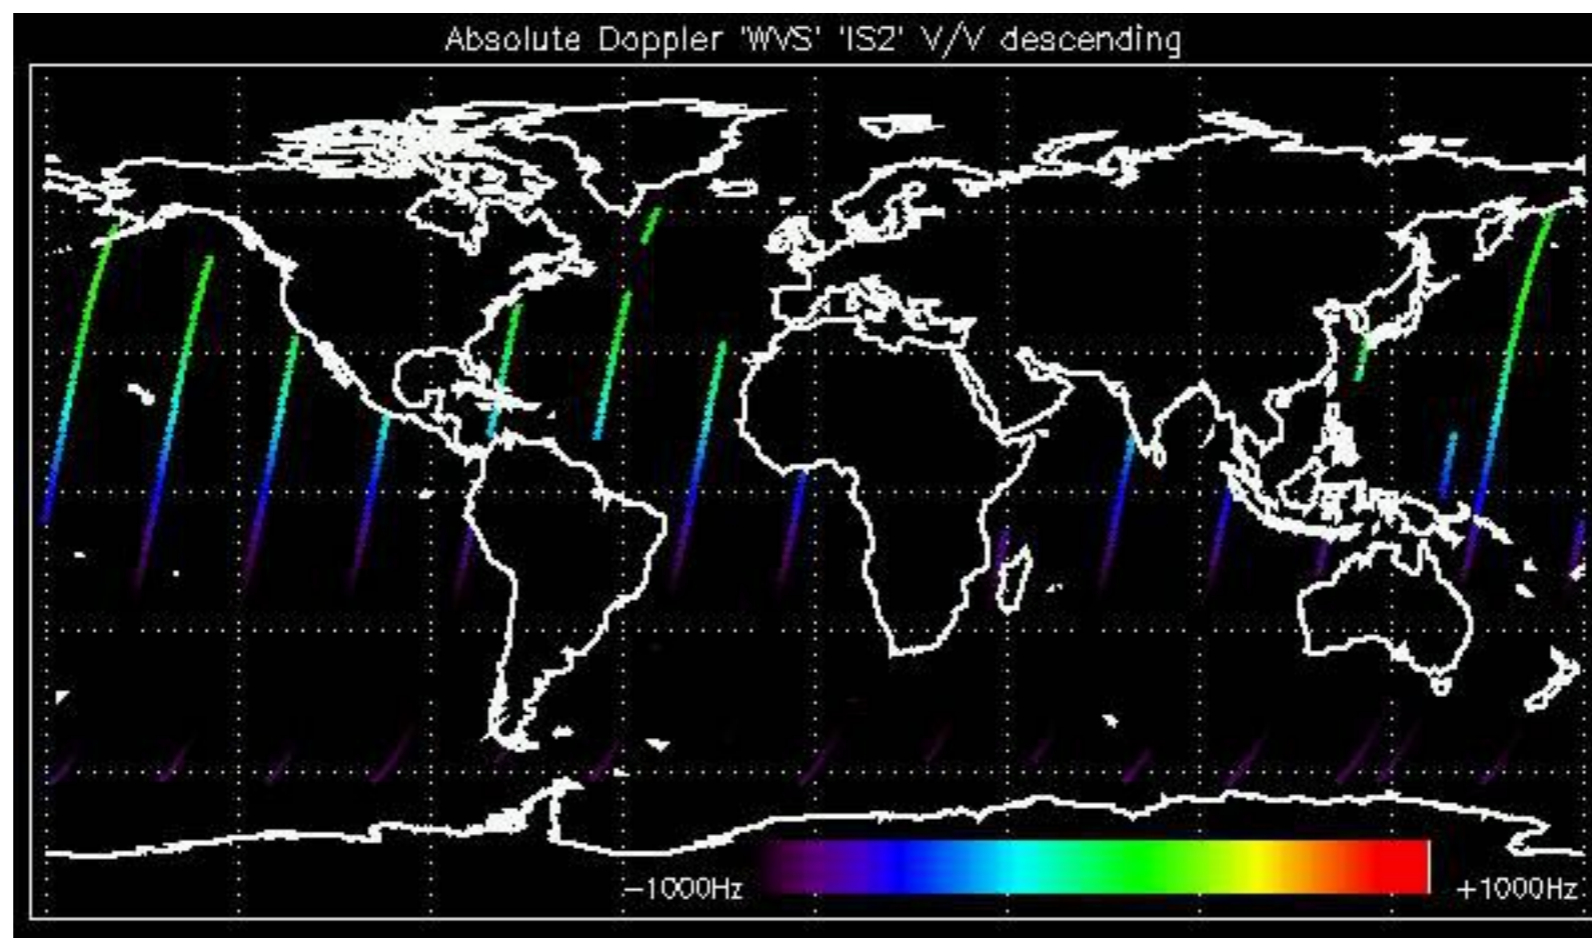 Absolute Doppler 'WVS' 'IS2' V/V descending
−1000Hz +1000Hz